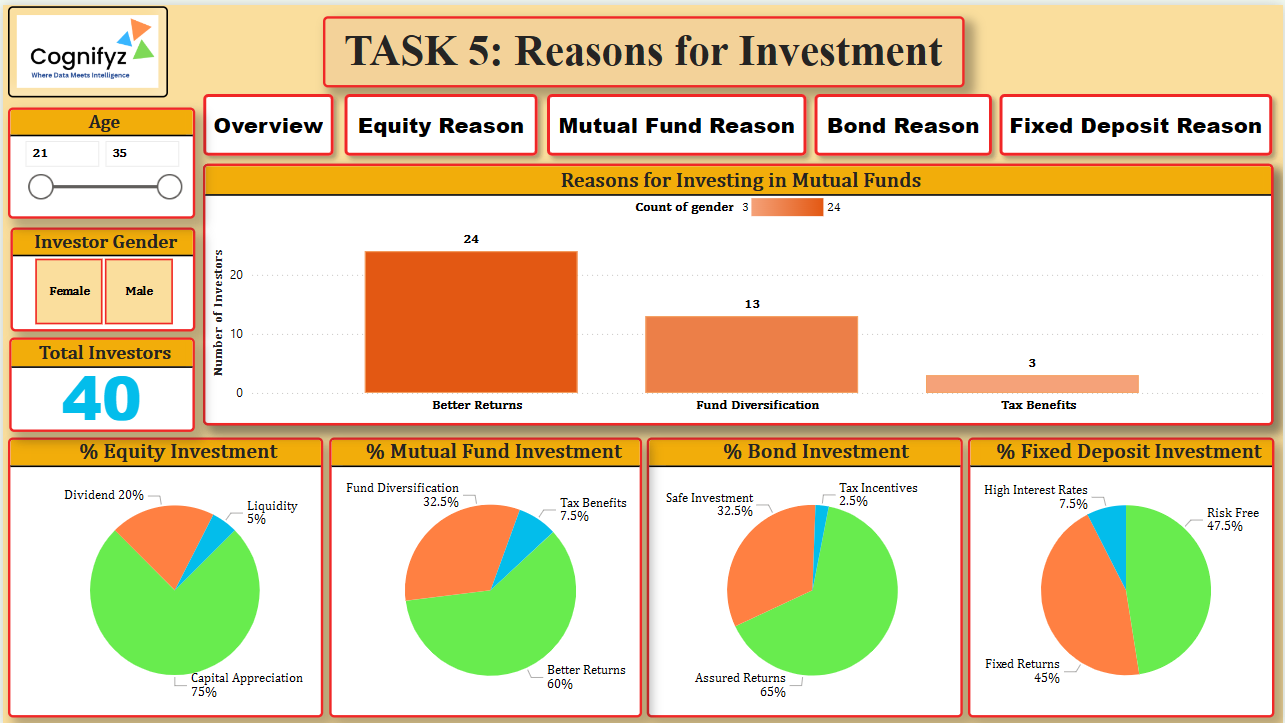 Cognifyz
Where Data Meets Intelligence
TASK 5: Reasons for Investment
Overview
Equity Reason
Mutual Fund Reason
Bond Reason
Fixed Deposit Reason
Age
21
35
Investor Gender
Female
Male
Total Investors
40
Reasons for Investing in Mutual Funds
Count of gender 3 24
Number of Investors
20
10
0
24
13
3
Better Returns
Fund Diversification
Tax Benefits
% Equity Investment
Dividend 20%
Liquidity
5%
Capital Appreciation
75%
% Mutual Fund Investment
Fund Diversification
32.5%
Tax Benefits
7.5%
Better Returns
60%
% Bond Investment
Safe Investment
32.5%
Tax Incentives
2.5%
Assured Returns
65%
% Fixed Deposit Investment
High Interest Rates
7.5%
Risk Free
47.5%
Fixed Returns
45%